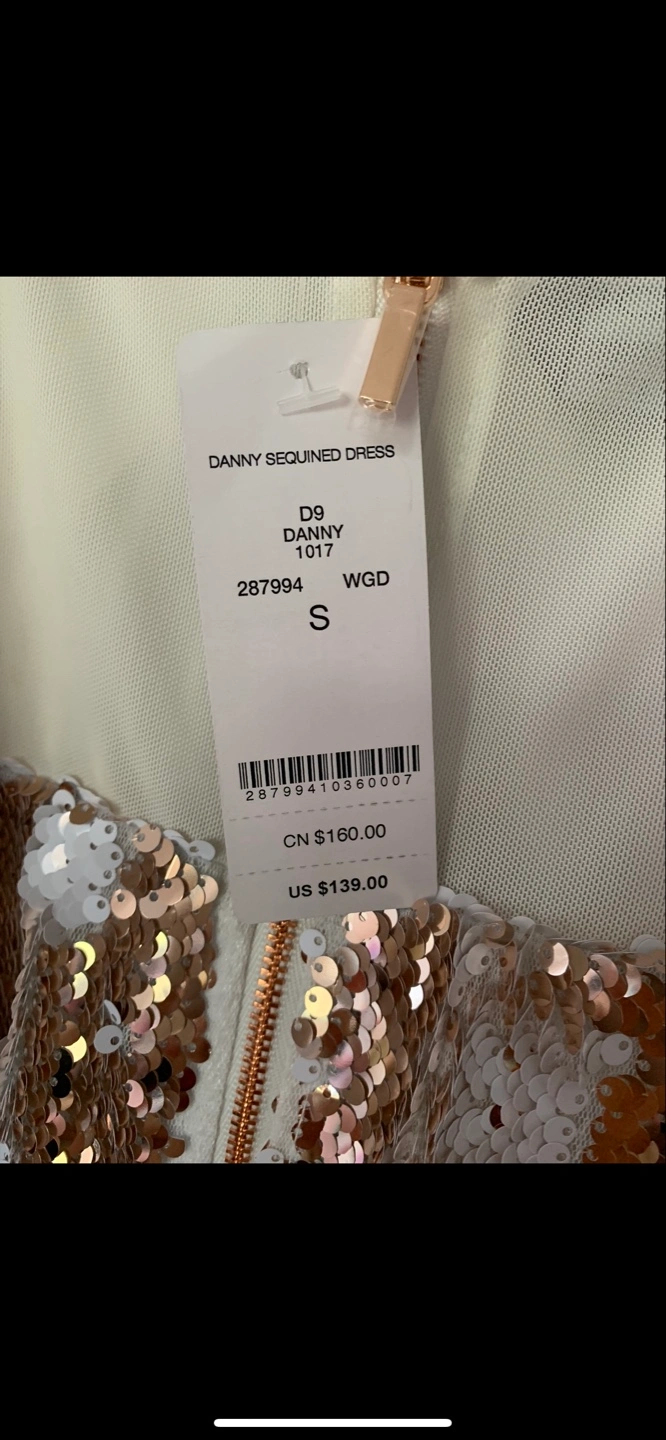 DANNY SEQUINED DRESS
D9
DANNY
1017
287994 WGD
S
28799410360007
CN $160.00
US $139.00